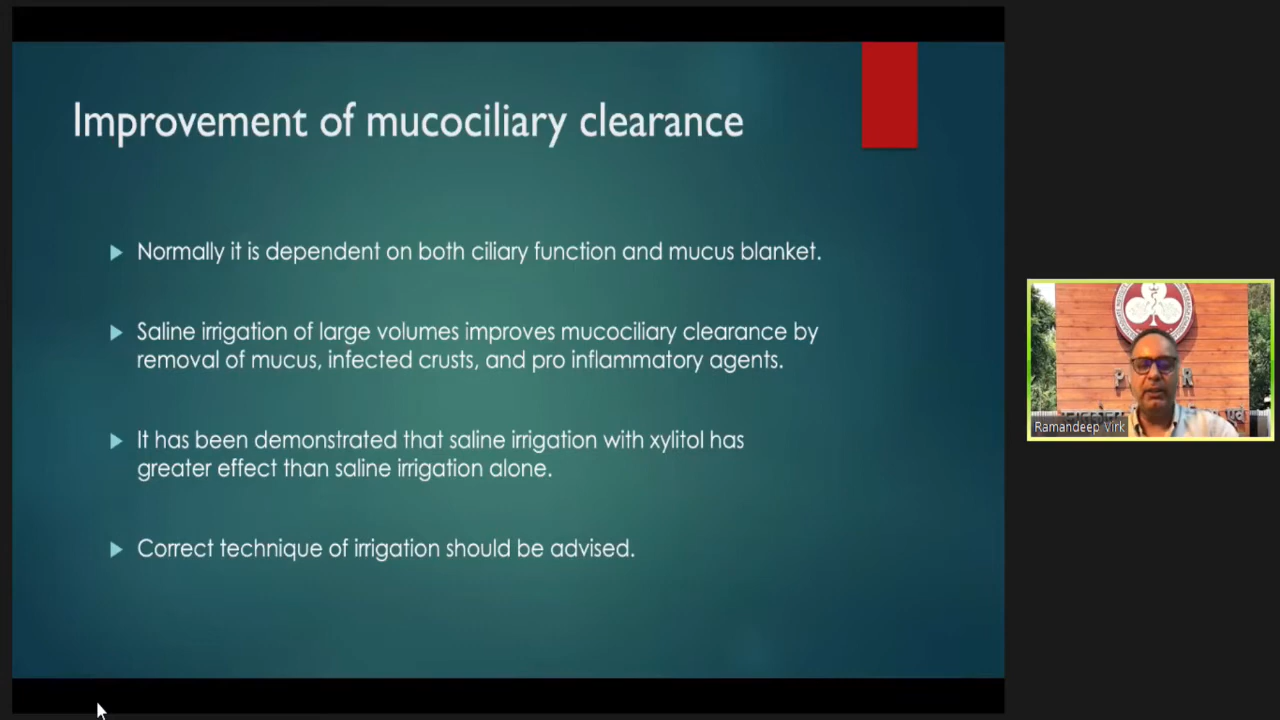 Improvement of mucociliary clearance
Normally it is dependent on both ciliary function and mucus blanket.
Saline irrigation of large volumes improves mucociliary clearance by
removal of mucus, infected crusts, and pro inflammatory agents.
It has been demonstrated that saline irrigation with xylitol has
greater effect than saline irrigation alone.
Correct technique of irrigation should be advised.
Ramandeep Virk